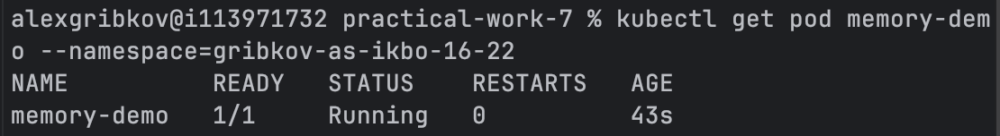 alexgribkov@i113971732 practical-work-7 % kubectl get pod memory-dem
o --namespace=gribkov-as-ikbo-16-22
NAME          READY   STATUS    RESTARTS   AGE
memory-demo   1/1     Running   0          43s